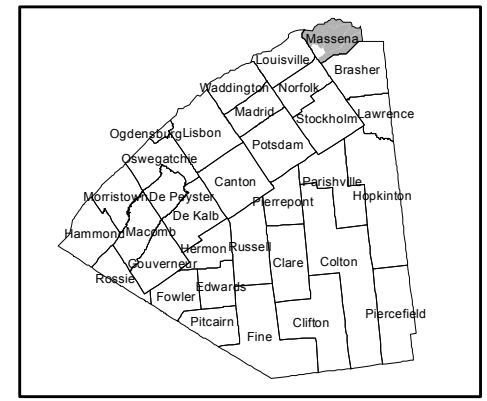 Massena
Louisville
Brasher
Waddington
Norfolk
Madrid
Stockholm
Lawrence
Ogdensburg
Lisbon
Potsdam
Oswegatchie
Canton
Parishville
Morristown
De Peyster
Pierrepont
Hopkinton
De Kalb
Hammond
Macomb
Hermon
Russell
Gouverneur
Clare
Colton
Rossie
Edwards
Fowler
Piercefield
Pitcairn
Clifton
Fine